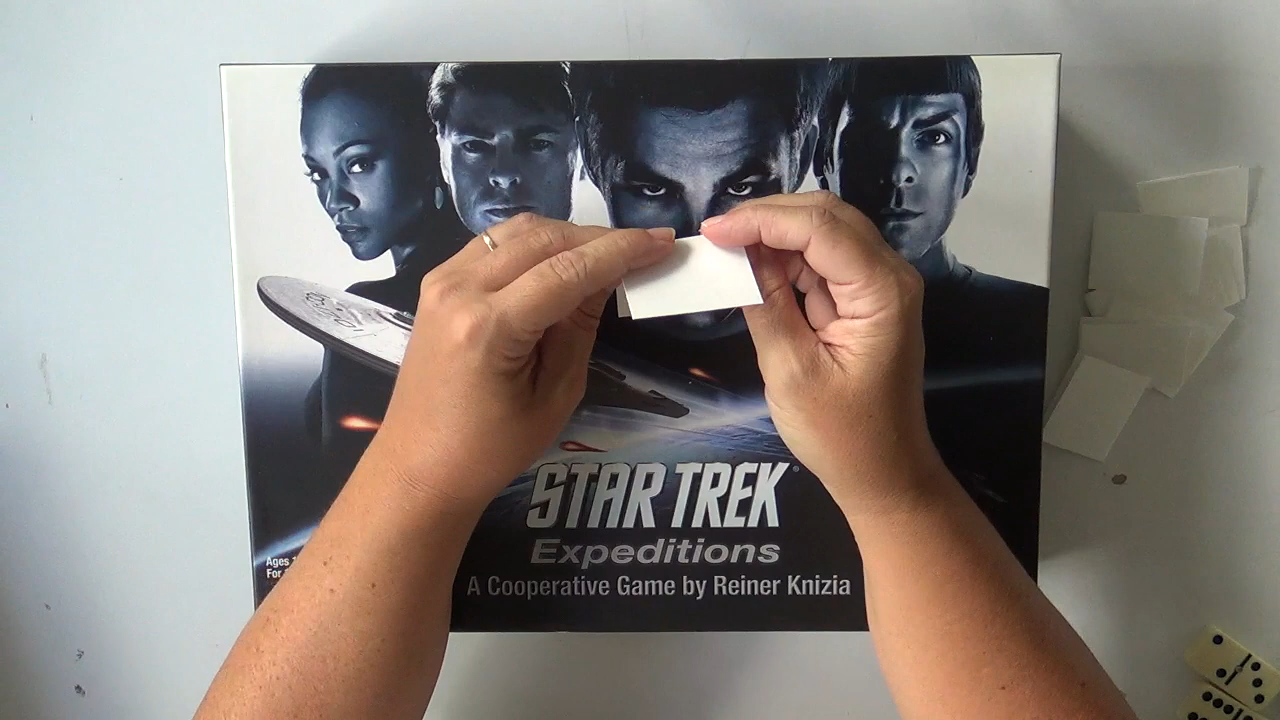 STAR TREK
Expeditions
A Cooperative Game by Reiner Knizia
Ages
For